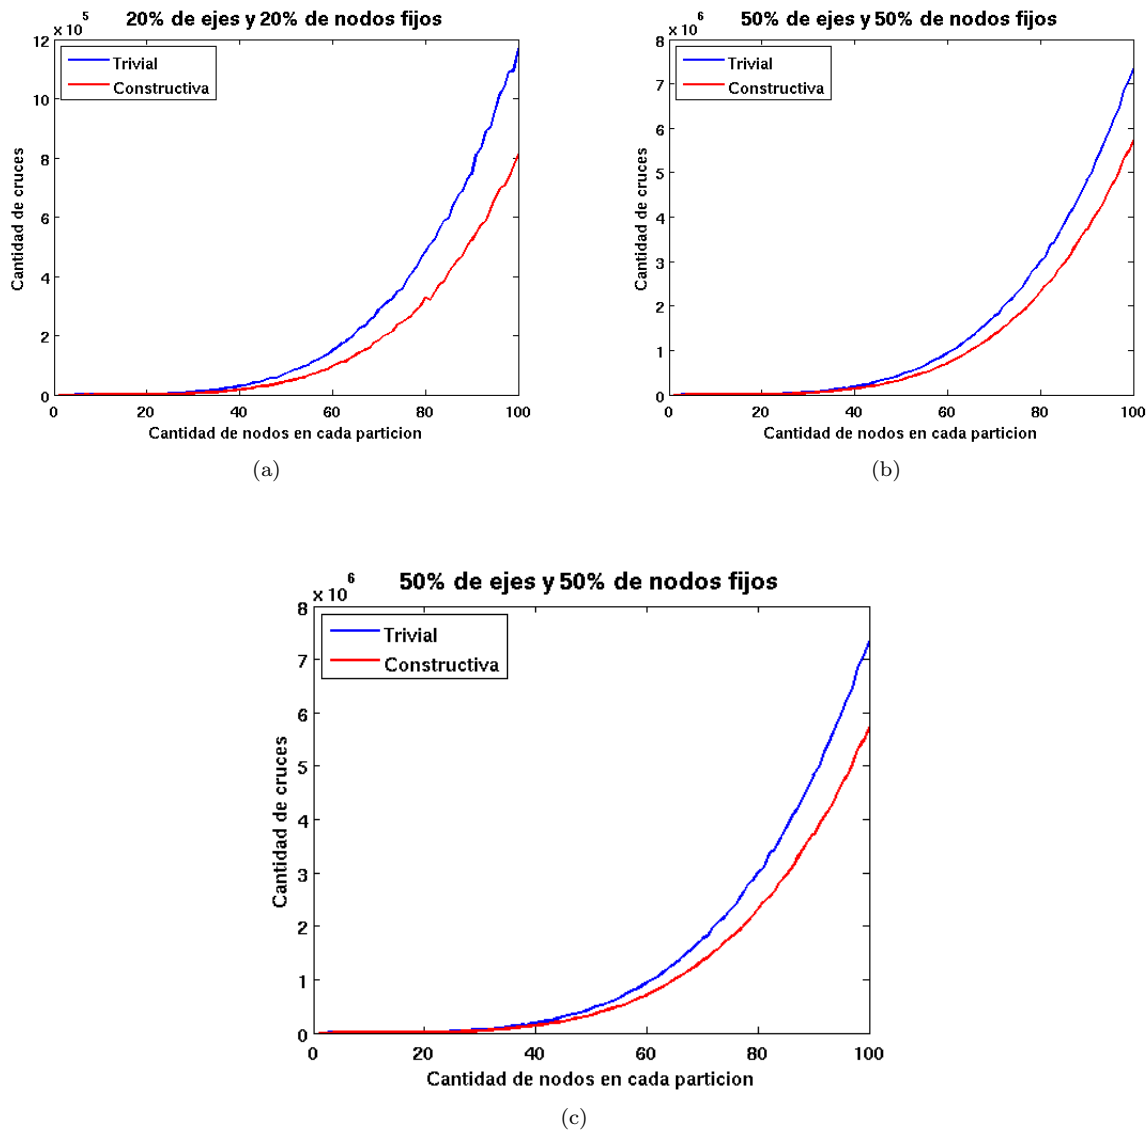 20% de ejes y 20% de nodos fijos
x 10^5
12
10
8
6
4
2
0
Trivial
Constructiva
Cantidad de cruces
0 20 40 60 80 100
Cantidad de nodos en cada particion
(a)
50% de ejes y 50% de nodos fijos
x 10^6
8
7
6
5
4
3
2
1
0
Trivial
Constructiva
Cantidad de cruces
0 20 40 60 80 100
Cantidad de nodos en cada particion
(b)
50% de ejes y 50% de nodos fijos
x 10^6
8
7
6
5
4
3
2
1
0
Trivial
Constructiva
Cantidad de cruces
0 20 40 60 80 100
Cantidad de nodos en cada particion
(c)